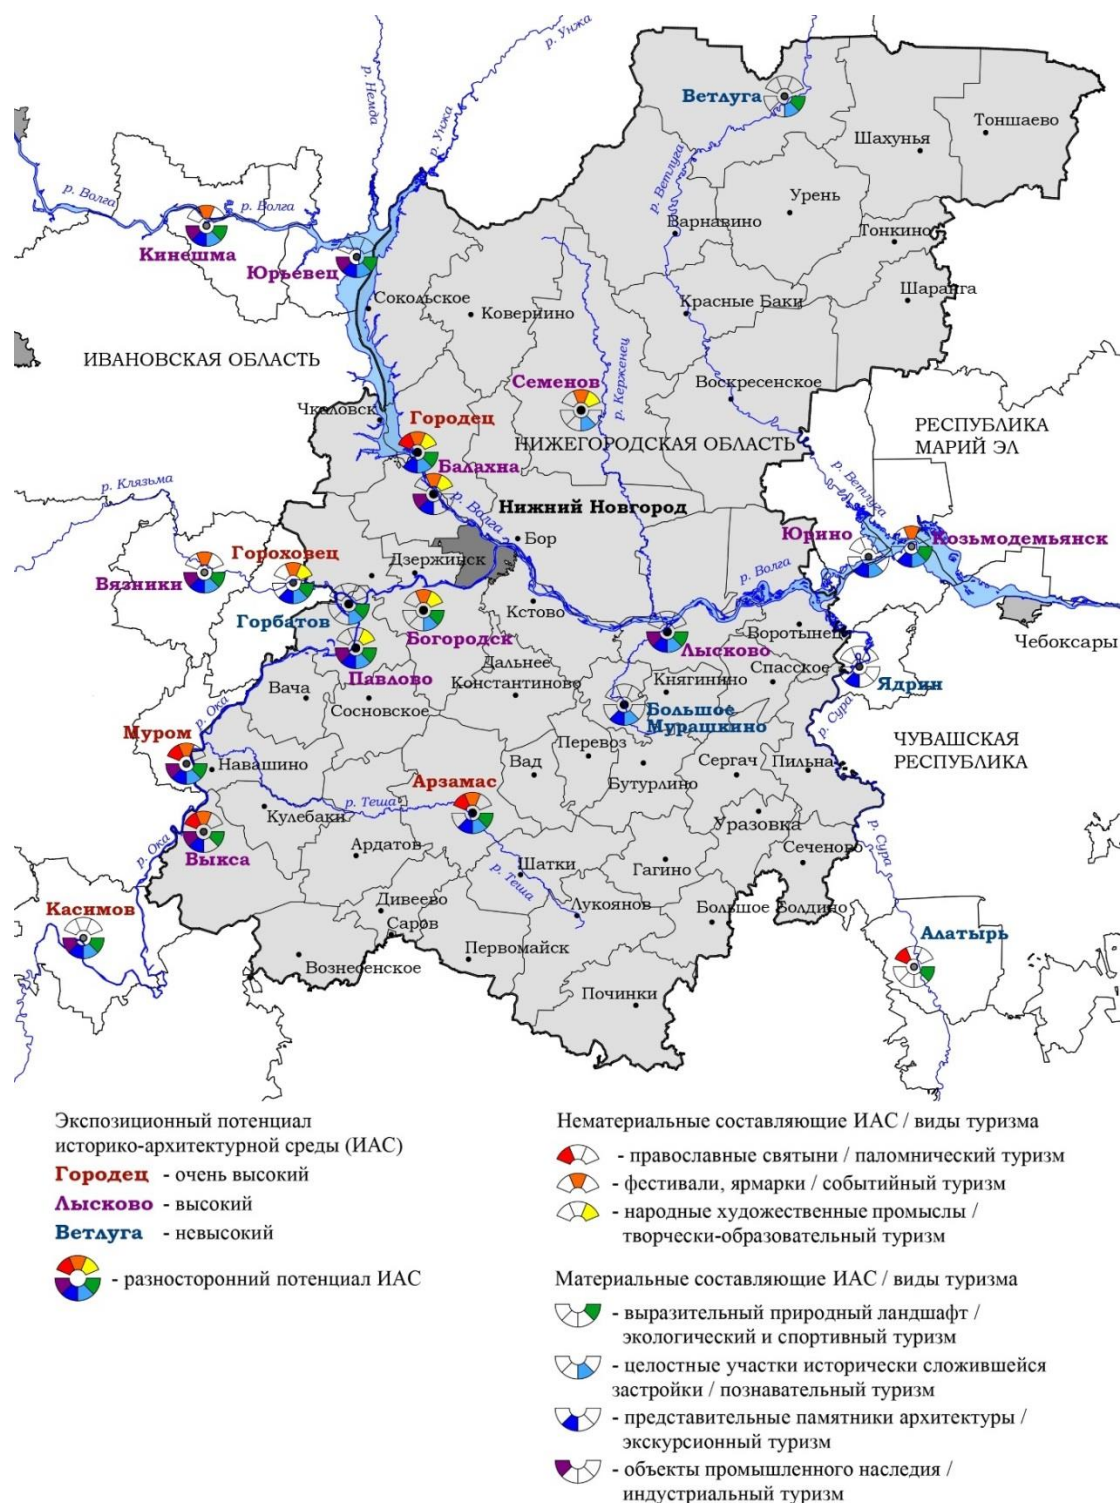 р. Унжа
р. Немда
Ветлуга
Тоншаево
Шахунья
р. Унжа
р. Ветлуга
р. Волга
р. Волга
Урень
Варнавино
Тонкино
Кинешма
Юрьевец
Шаранга
Сокольское
Красные Баки
Ковернино
ИВАНОВСКАЯ ОБЛАСТЬ
р. Керженец
Семенов
Воскресенское
Чкаловск
Городец
РЕСПУБЛИКА
МАРИЙ ЭЛ
НИЖЕГОРОДСКАЯ ОБЛАСТЬ
Балахна
р. Клязьма
р. Ветлуга
Нижний Новгород
р. Волга
Юрино
Козьмодемьянск
Бор
Гороховец
Дзержинск
Вязники
р. Волга
Кстово
Горбатов
Богородск
Воротынец
Чебоксары
Лысково
Дальнее
Константиново
Спасское
Павлово
Княгинино
Ядрин
Вача
Сосновское
Большое
Мурашкино
р. Ока
р. Сура
Муром
Перевоз
ЧУВАШСКАЯ
РЕСПУБЛИКА
Навашино
Вад
Сергач
Пильна
Бутурлино
Арзамас
р. Теша
Кулебаки
Уразовка
р. Сура
Выкса
р. Ока
Ардатов
Шатки
Гагино
Сеченово
р. Теша
Касимов
Дивеево
Лукоянов
Большое Болдино
Саров
Алатырь
Первомайск
Вознесенское
Починки
Экспозиционный потенциал
историко-архитектурной среды (ИАС)
Городец - очень высокий
Лысково - высокий
Ветлуга - невысокий
- разносторонний потенциал ИАС
Нематериальные составляющие ИАС / виды туризма
- православные святыни / паломнический туризм
- фестивали, ярмарки / событийный туризм
- народные художественные промыслы /
творчески-образовательный туризм
Материальные составляющие ИАС / виды туризма
- выразительный природный ландшафт /
экологический и спортивный туризм
- целостные участки исторически сложившейся
застройки / познавательный туризм
- представительные памятники архитектуры /
экскурсионный туризм
- объекты промышленного наследия /
индустриальный туризм